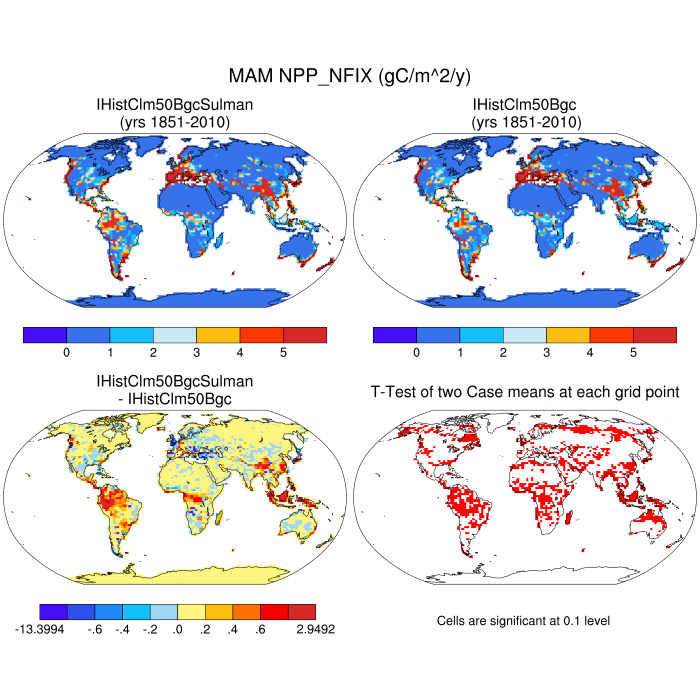 MAM NPP_NFIX (gC/m^2/y)
IHistClm50BgcSulman
(yrs 1851-2010)
IHistClm50Bgc
(yrs 1851-2010)
0 1 2 3 4 5
0 1 2 3 4 5
IHistClm50BgcSulman
- IHistClm50Bgc
T-Test of two Case means at each grid point
-13.3994 -.6 -.4 -.2 .0 .2 .4 .6 2.9492
Cells are significant at 0.1 level